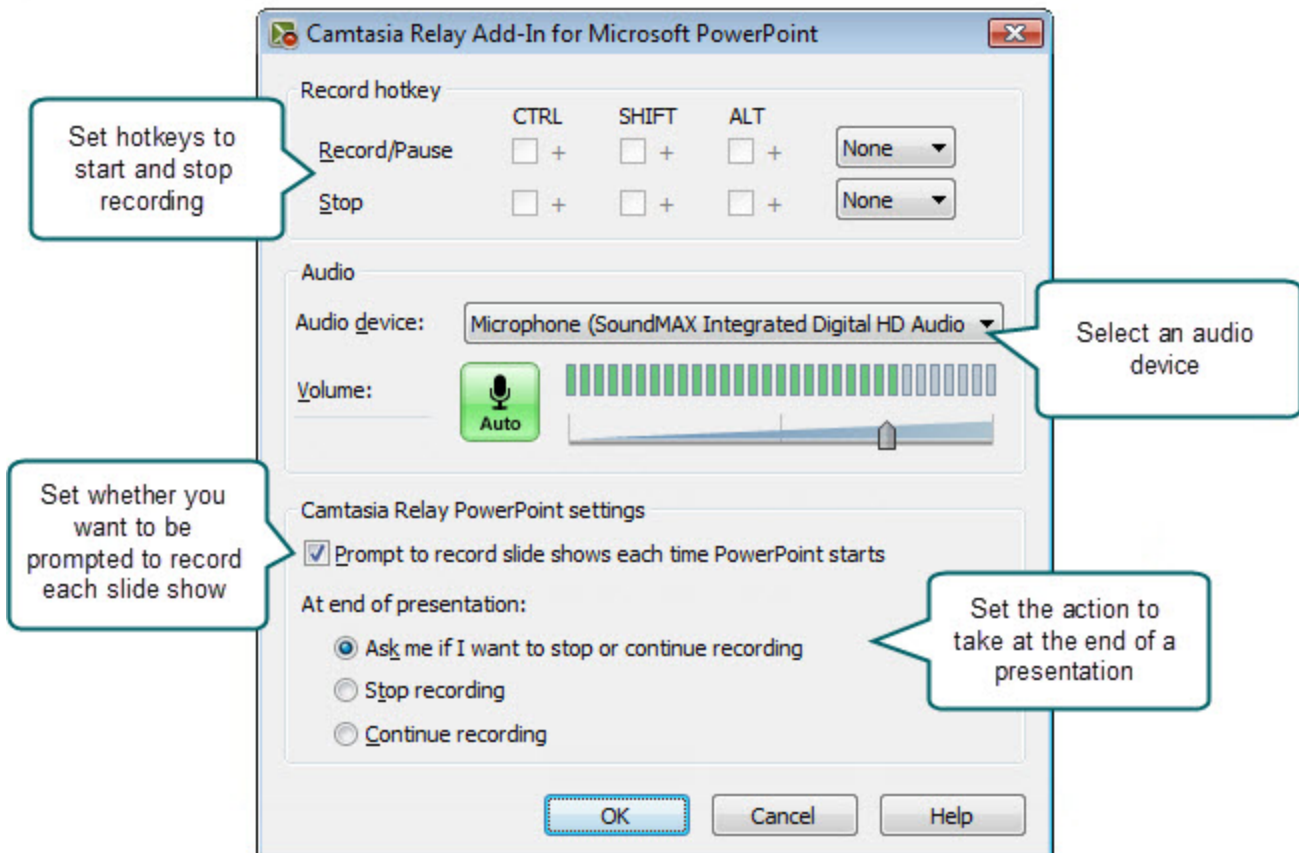 Camtasia Relay Add-In for Microsoft PowerPoint
Record hotkey
CTRL SHIFT ALT
Record/Pause + + + None
Stop + + + None
Set hotkeys to
start and stop
recording
Audio
Audio device: Microphone (SoundMAX Integrated Digital HD Audio
Select an audio
device
Volume:
Auto
Set whether you
want to be
prompted to record
each slide show
Camtasia Relay PowerPoint settings
Prompt to record slide shows each time PowerPoint starts
At end of presentation:
Ask me if I want to stop or continue recording
Stop recording
Continue recording
Set the action to
take at the end of a
presentation
OK Cancel Help